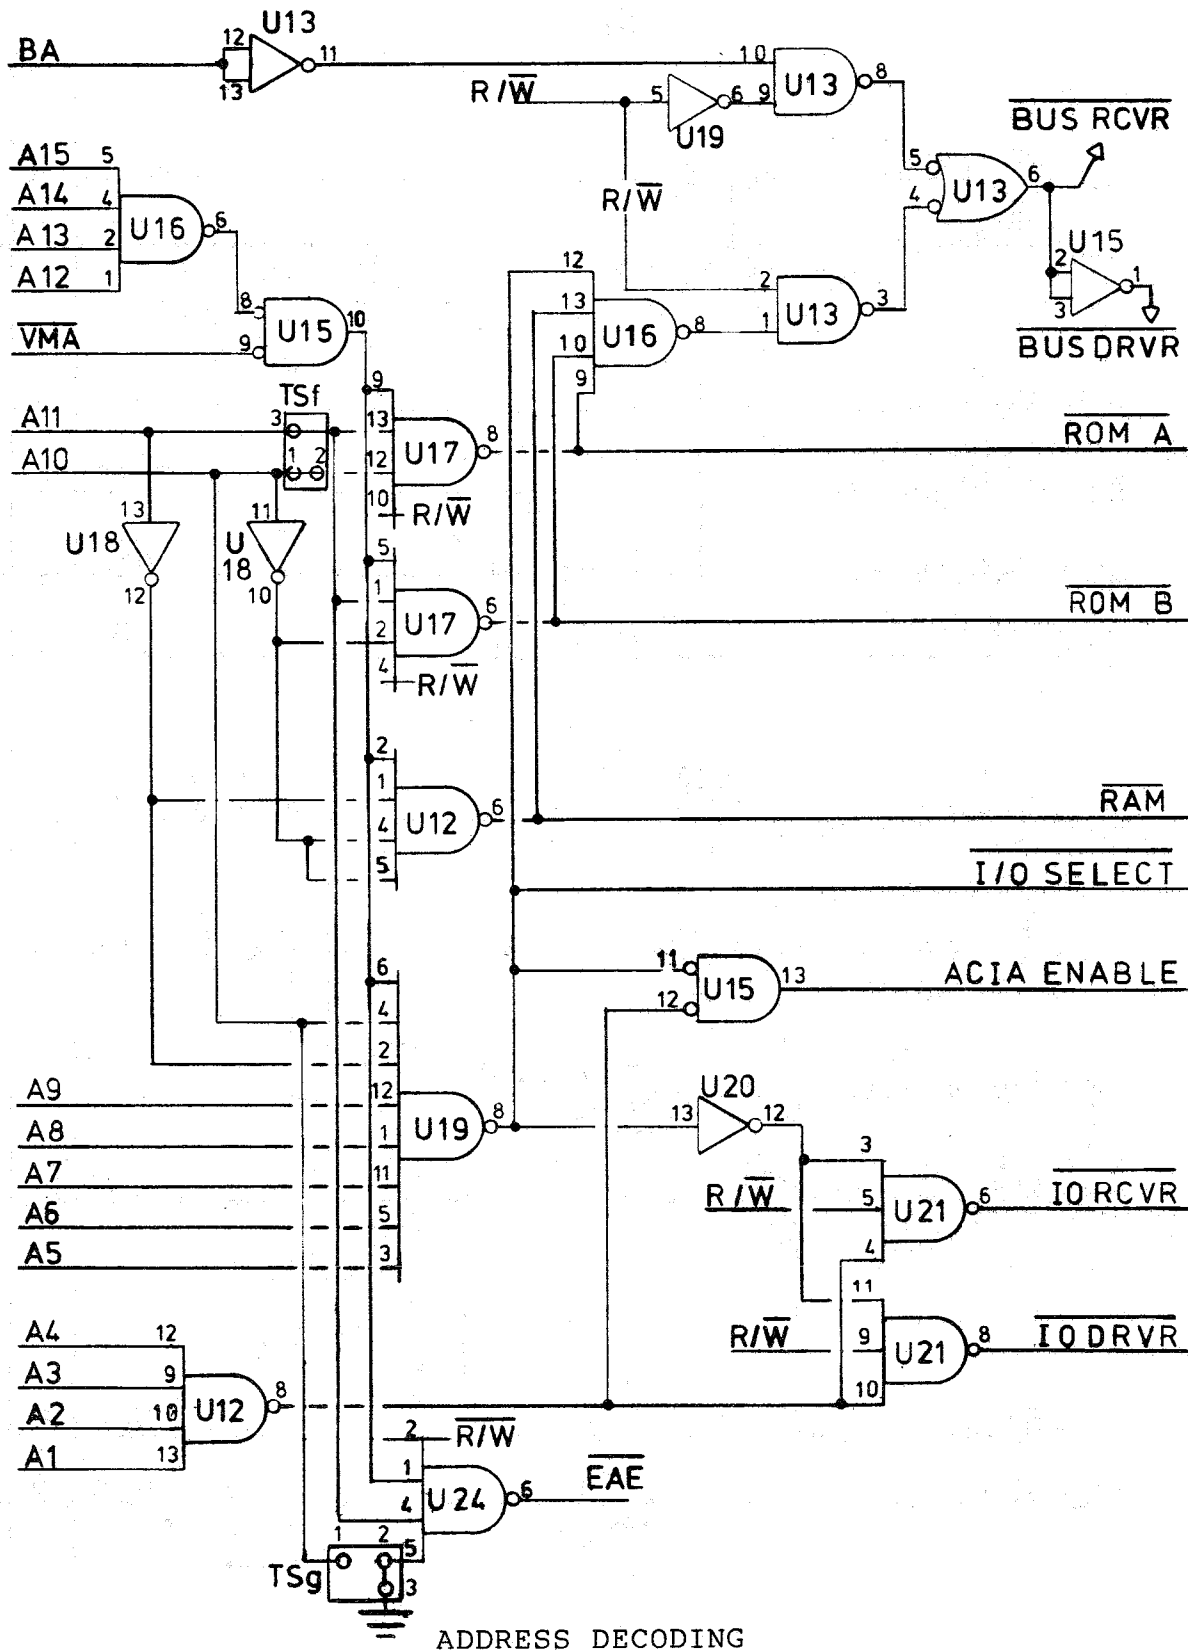 U13
BA 12 11 10 8
13 R/W 5 6 9 U13
U19 BUS RCVR
A15 5
A14 4 R/W 5 6
A13 2 U16 6 4 U13
A12 1 12 U15
8 13 2 2 1
U15 10 U16 8 1 U13 3 3
VMA 9 10 BUS DRVR
9 9
TSf
A11 3 13 8 ROM A
A10 1 2 12 U17
10 R/W
13 11
U18 U 18 5
12 10 1 6 ROM B
2 U17
4 R/W
2
1 6 RAM
4 U12
5 I/O SELECT
6 11 13 ACIA ENABLE
4 12 U15
2
A9 12 U20
A8 1 U19 8 13 12
A7 11 3
A6 5 R/W 5 U21 6 IO RCVR
A5 3 4
11
A4 12 R/W 9 U21 8 IO DRVR
A3 9 8 10
A2 10 U12
A1 13 2 R/W
1 EAE
4 U24 6
1 2 5
TSg 3
ADDRESS DECODING